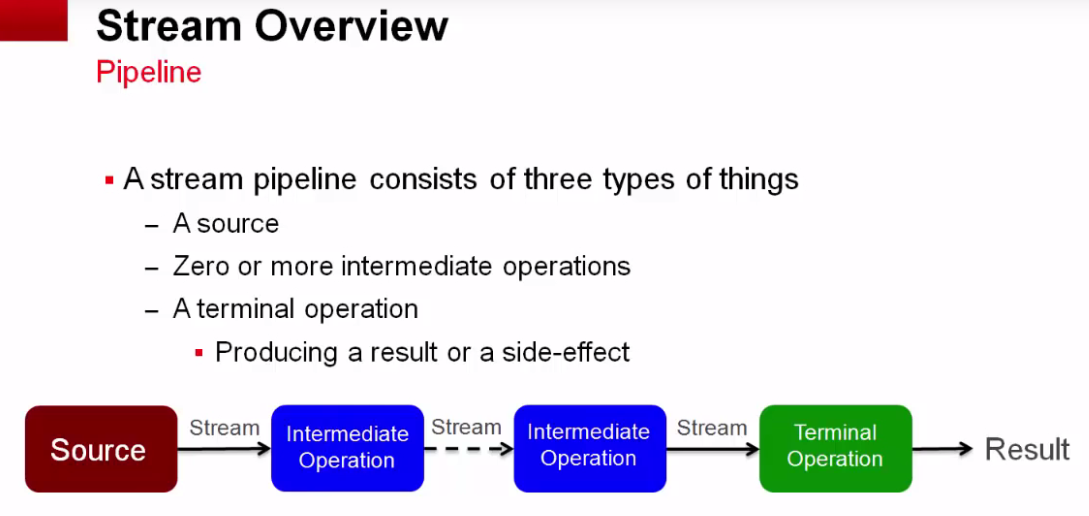 Stream Overview
Pipeline
▪ A stream pipeline consists of three types of things
– A source
– Zero or more intermediate operations
– A terminal operation
▪ Producing a result or a side-effect
Source
Stream
Intermediate
Operation
Stream
Intermediate
Operation
Stream
Terminal
Operation
Result